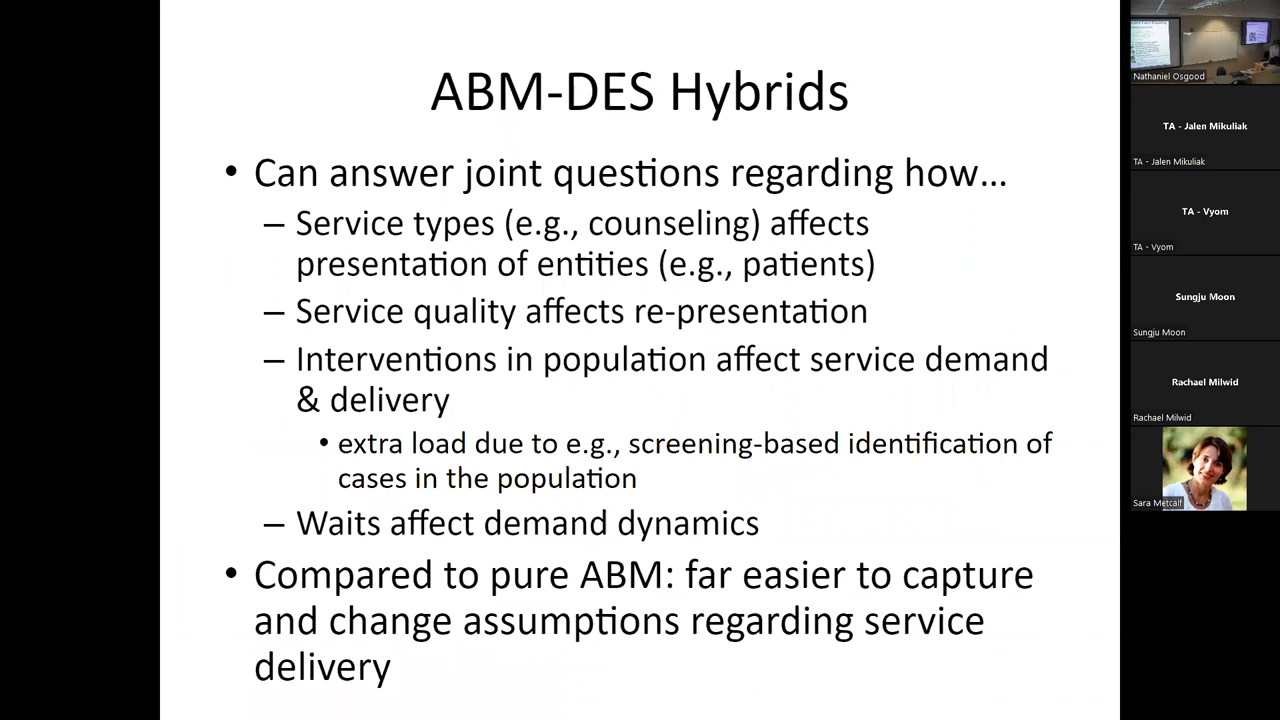 ABM-DES Hybrids
• Can answer joint questions regarding how…
– Service types (e.g., counseling) affects
presentation of entities (e.g., patients)
– Service quality affects re-presentation
– Interventions in population affect service demand
& delivery
• extra load due to e.g., screening-based identification of
cases in the population
– Waits affect demand dynamics
• Compared to pure ABM: far easier to capture
and change assumptions regarding service
delivery
Nathaniel Osgood
TA - Jalen Mikuliak
TA - Jalen Mikuliak
TA - Vyom
TA - Vyom
Sungju Moon
Sungju Moon
Rachael Milwid
Rachael Milwid
Sara Metcalf